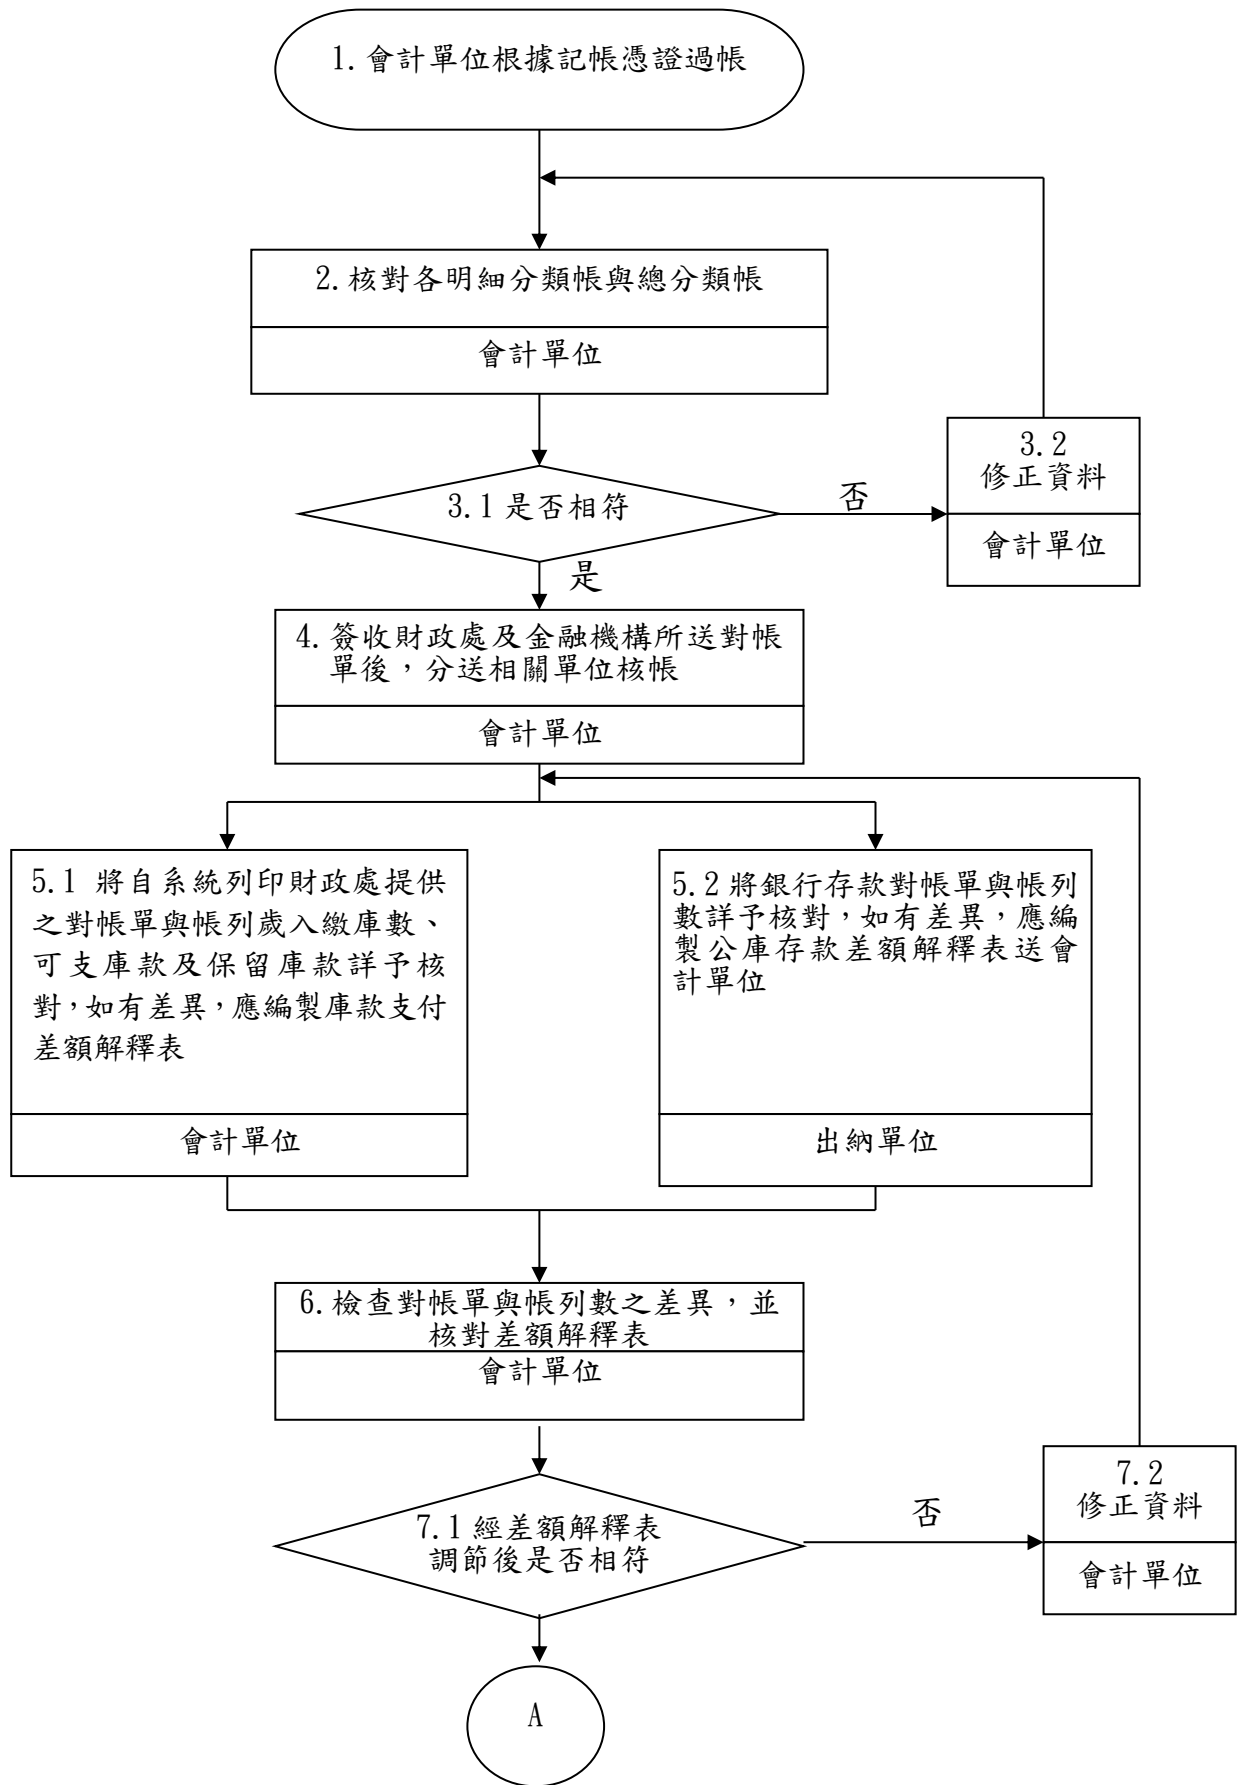 1.會計單位根據記帳憑證過帳
2.核對各明細分類帳與總分類帳
會計單位
3.2
修正資料
會計單位
3.1是否相符
否
是
4.簽收財政處及金融機構所送對帳
單後，分送相關單位核帳
會計單位
5.1 將自系統列印財政處提供
之對帳單與帳列歲入繳庫數、
可支庫款及保留庫款詳予核
對，如有差異，應編製庫款支付
差額解釋表
會計單位
5.2將銀行存款對帳單與帳列
數詳予核對，如有差異，應編
製公庫存款差額解釋表送會
計單位
出納單位
6.檢查對帳單與帳列數之差異，並
核對差額解釋表
會計單位
7.1經差額解釋表
調節後是否相符
否
7.2
修正資料
會計單位
A